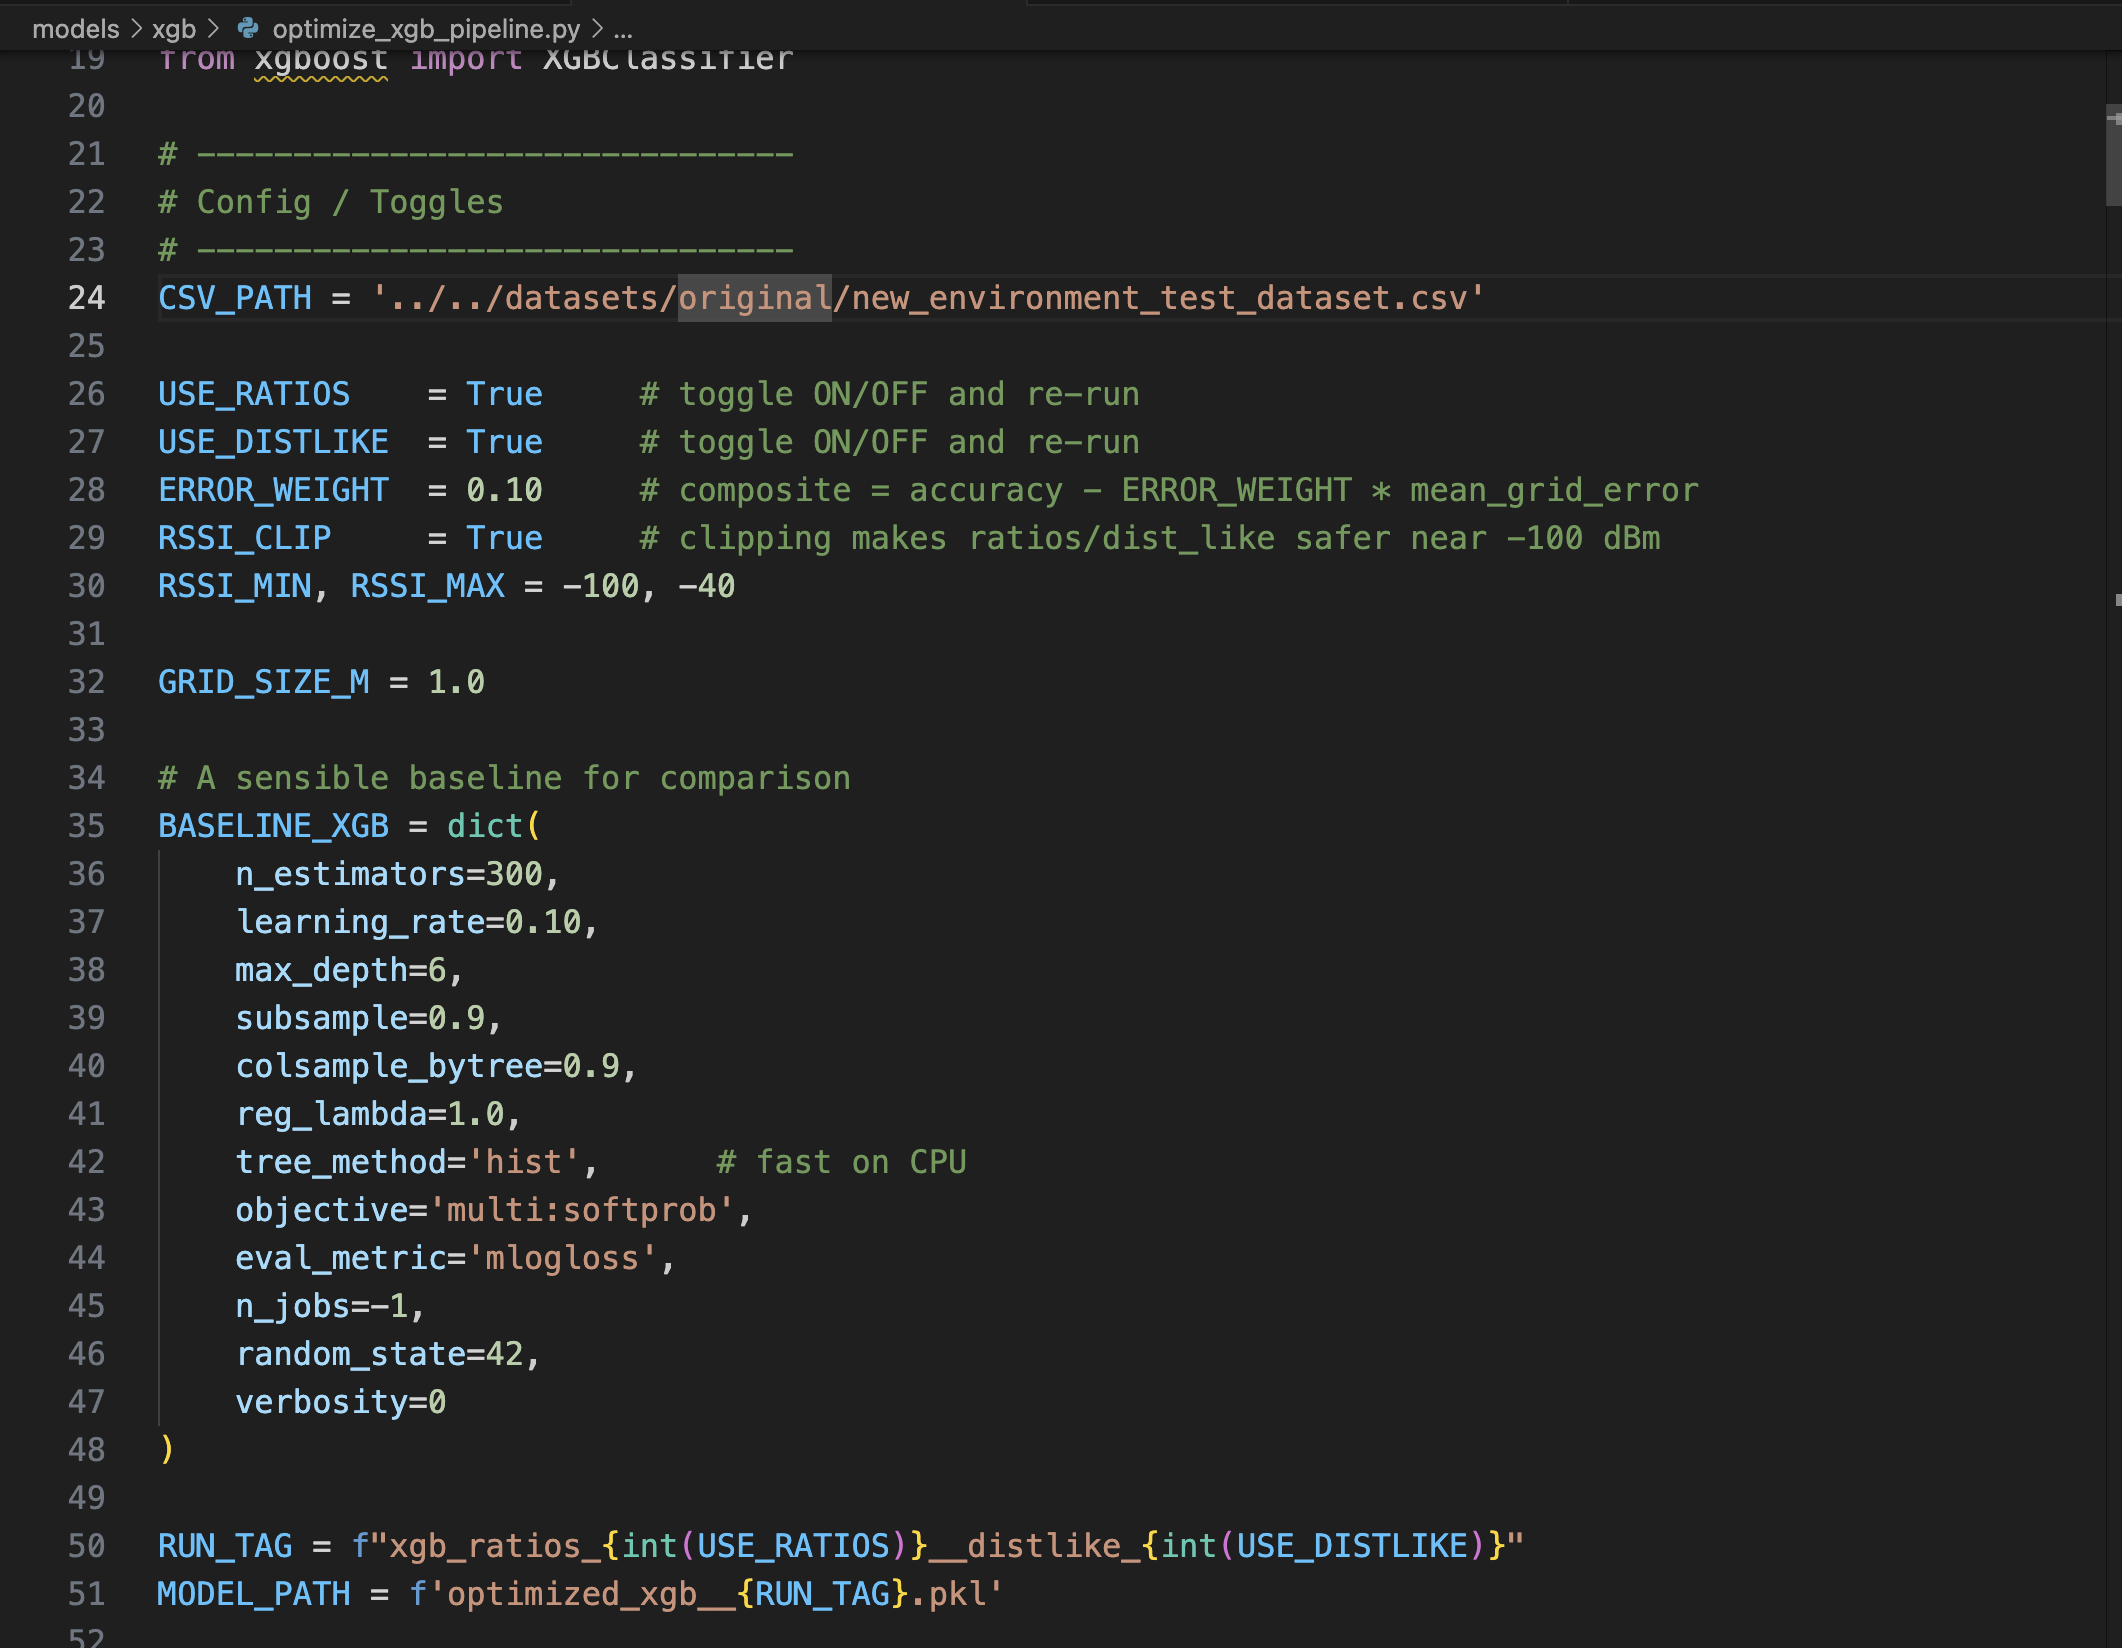 models > xgb > optimize_xgb_pipeline.py > ...
19 from xgboost import XGBClassifier
20
21 # -------------------------------
22 # Config / Toggles
23 # -------------------------------
24 CSV_PATH = '../../datasets/original/new_environment_test_dataset.csv'
25
26 USE_RATIOS    = True     # toggle ON/OFF and re-run
27 USE_DISTLIKE  = True     # toggle ON/OFF and re-run
28 ERROR_WEIGHT  = 0.10     # composite = accuracy - ERROR_WEIGHT * mean_grid_error
29 RSSI_CLIP     = True     # clipping makes ratios/dist_like safer near -100 dBm
30 RSSI_MIN, RSSI_MAX = -100, -40
31
32 GRID_SIZE_M = 1.0
33
34 # A sensible baseline for comparison
35 BASELINE_XGB = dict(
36     n_estimators=300,
37     learning_rate=0.10,
38     max_depth=6,
39     subsample=0.9,
40     colsample_bytree=0.9,
41     reg_lambda=1.0,
42     tree_method='hist',      # fast on CPU
43     objective='multi:softprob',
44     eval_metric='mlogloss',
45     n_jobs=-1,
46     random_state=42,
47     verbosity=0
48 )
49
50 RUN_TAG = f"xgb_ratios_{int(USE_RATIOS)}__distlike_{int(USE_DISTLIKE)}"
51 MODEL_PATH = f'optimized_xgb__{RUN_TAG}.pkl'
52